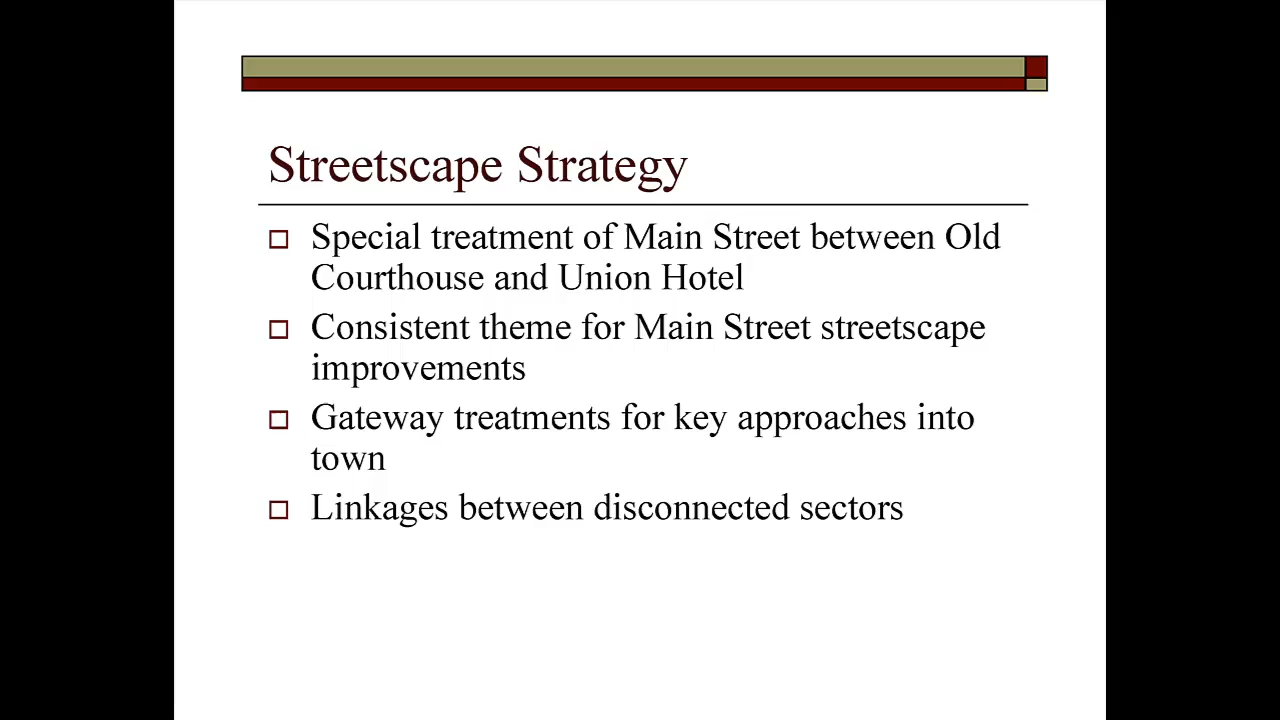 Streetscape Strategy
Special treatment of Main Street between Old
Courthouse and Union Hotel
Consistent theme for Main Street streetscape
improvements
Gateway treatments for key approaches into
town
Linkages between disconnected sectors